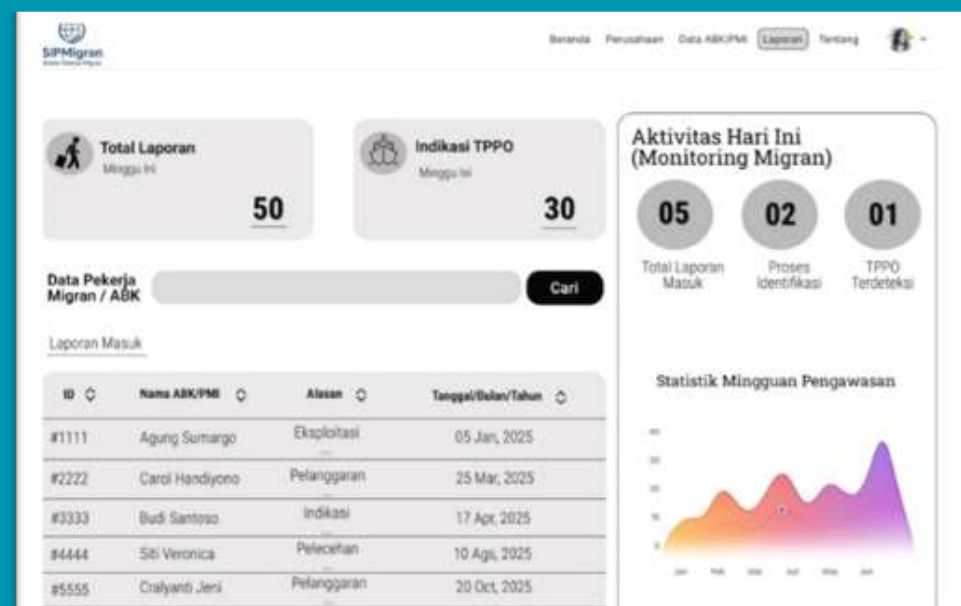 SIPMigran
Beranda Perusahaan Data ABK/PMI Laporan Tentang
Total Laporan
Minggu Ini
50
Indikasi TPPO
Minggu Ini
30
Data Pekerja
Migran / ABK
Cari
Laporan Masuk
ID Nama ABK/PMI Alasan Tanggal/Bulan/Tahun
#1111 Agung Sumargo Eksploitasi 05 Jan, 2025
#2222 Carol Handiyono Pelanggaran 25 Mar, 2025
#3333 Budi Santoso Indikasi 17 Apr, 2025
#4444 Siti Veronica Pelecehan 10 Ags, 2025
#5555 Cralyanti Jeni Pelanggaran 20 Oct, 2025
Aktivitas Hari Ini
(Monitoring Migran)
05 02 01
Total Laporan
Masuk
Proses
Identifikasi
TPPO
Terdeteksi
Statistik Mingguan Pengawasan